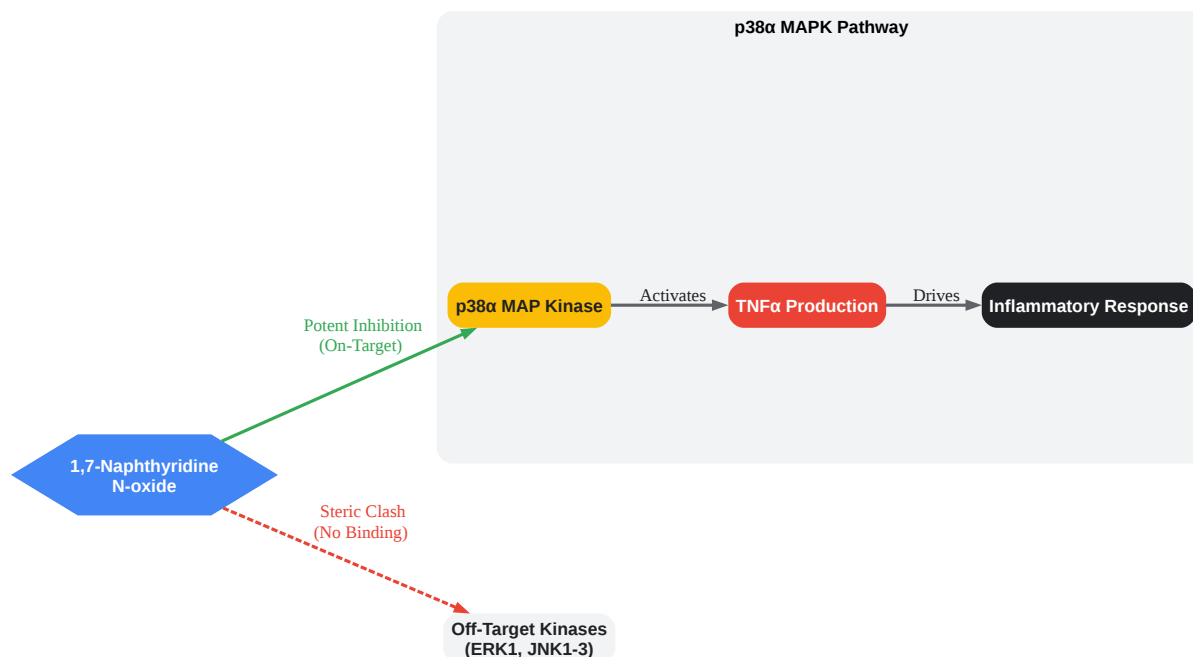 p38α MAPK Pathway
p38α MAP Kinase
Activates
TNFα Production
Drives
Inflammatory Response
Potent Inhibition
(On-Target)
1,7-Naphthyridine
N-oxide
Steric Clash
(No Binding)
Off-Target Kinases
(ERK1, JNK1-3)